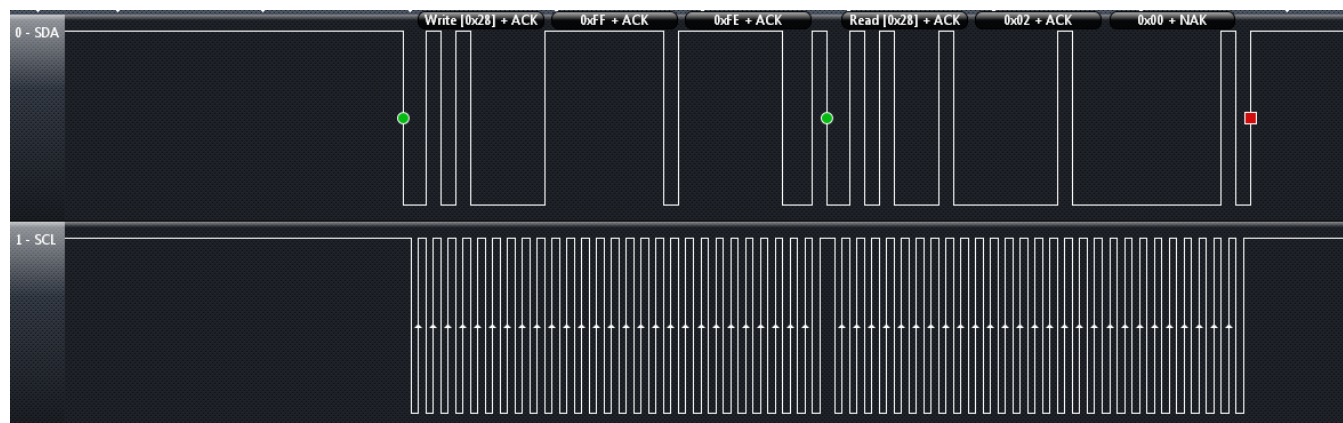 Write [0x28] + ACK
0xFF + ACK
0xFE + ACK
Read [0x28] + ACK
0x02 + ACK
0x00 + NAK
0 - SDA
1 - SCL